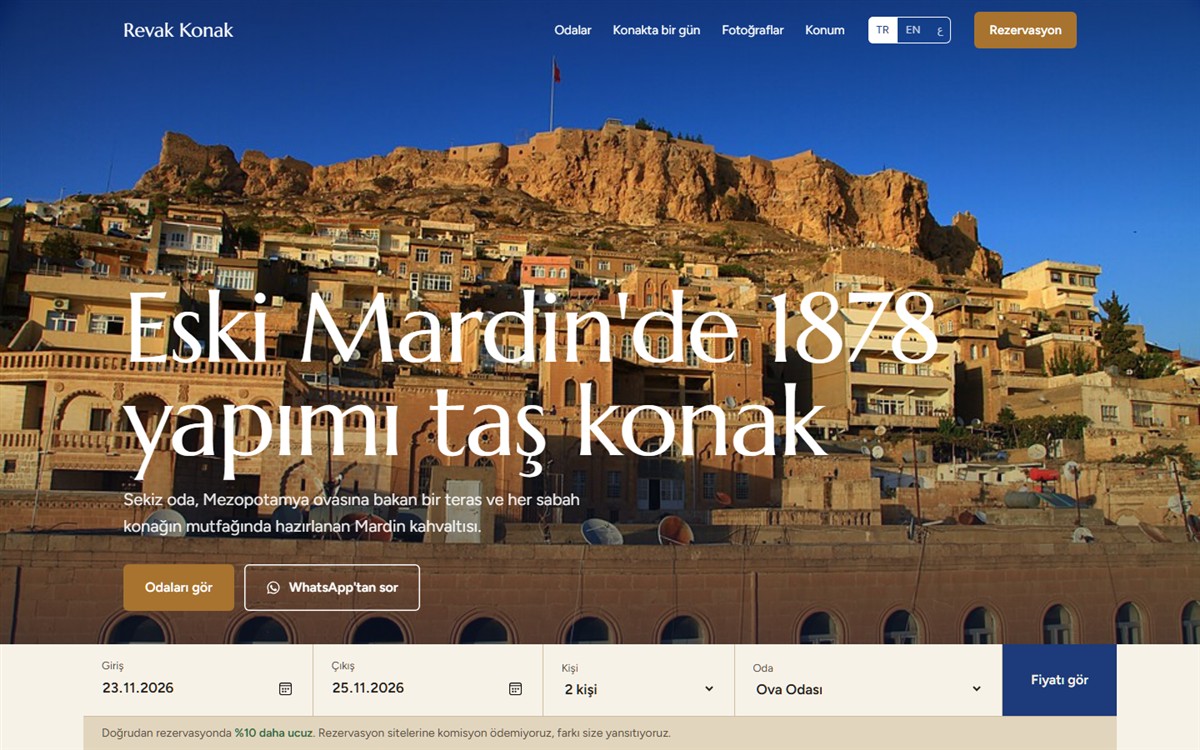 Revak Konak
Odalar
Konakta bir gün
Fotoğraflar
Konum
TR
EN
ع
Rezervasyon
Eski Mardin'de 1878
yapımı taş konak
Sekiz oda, Mezopotamya ovasına bakan bir teras ve her sabah
konağın mutfağında hazırlanan Mardin kahvaltısı.
Odaları gör
WhatsApp'tan sor
Giriş
23.11.2026
Çıkış
25.11.2026
Kişi
2 kişi
Oda
Ova Odası
Fiyatı gör
Doğrudan rezervasyonda %10 daha ucuz. Rezervasyon sitelerine komisyon ödemiyoruz, farkı size yansıtıyoruz.